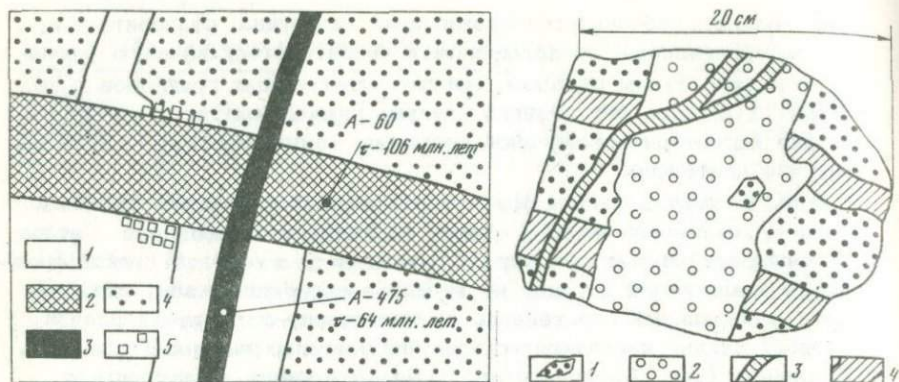 20 см
А-60
τ-106 млн. лет
А-475
τ-64 млн. лет
1
2 4
3 5
1 2 3 4